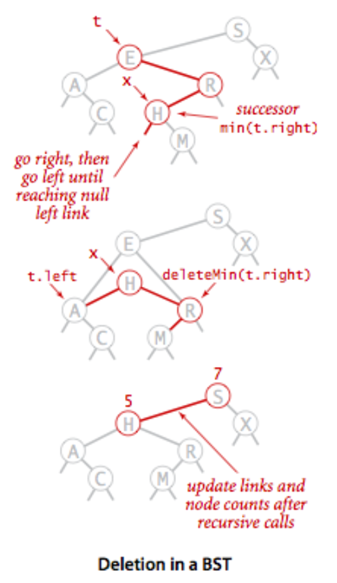 t
S
E
X
A
x
R
C
H
successor
min(t.right)
M
go right, then
go left until
reaching null
left link
S
E
X
x
t.left
H
deleteMin(t.right)
A
R
C
M
5
7
S
H
X
A
R
C
M
update links and
node counts after
recursive calls
Deletion in a BST